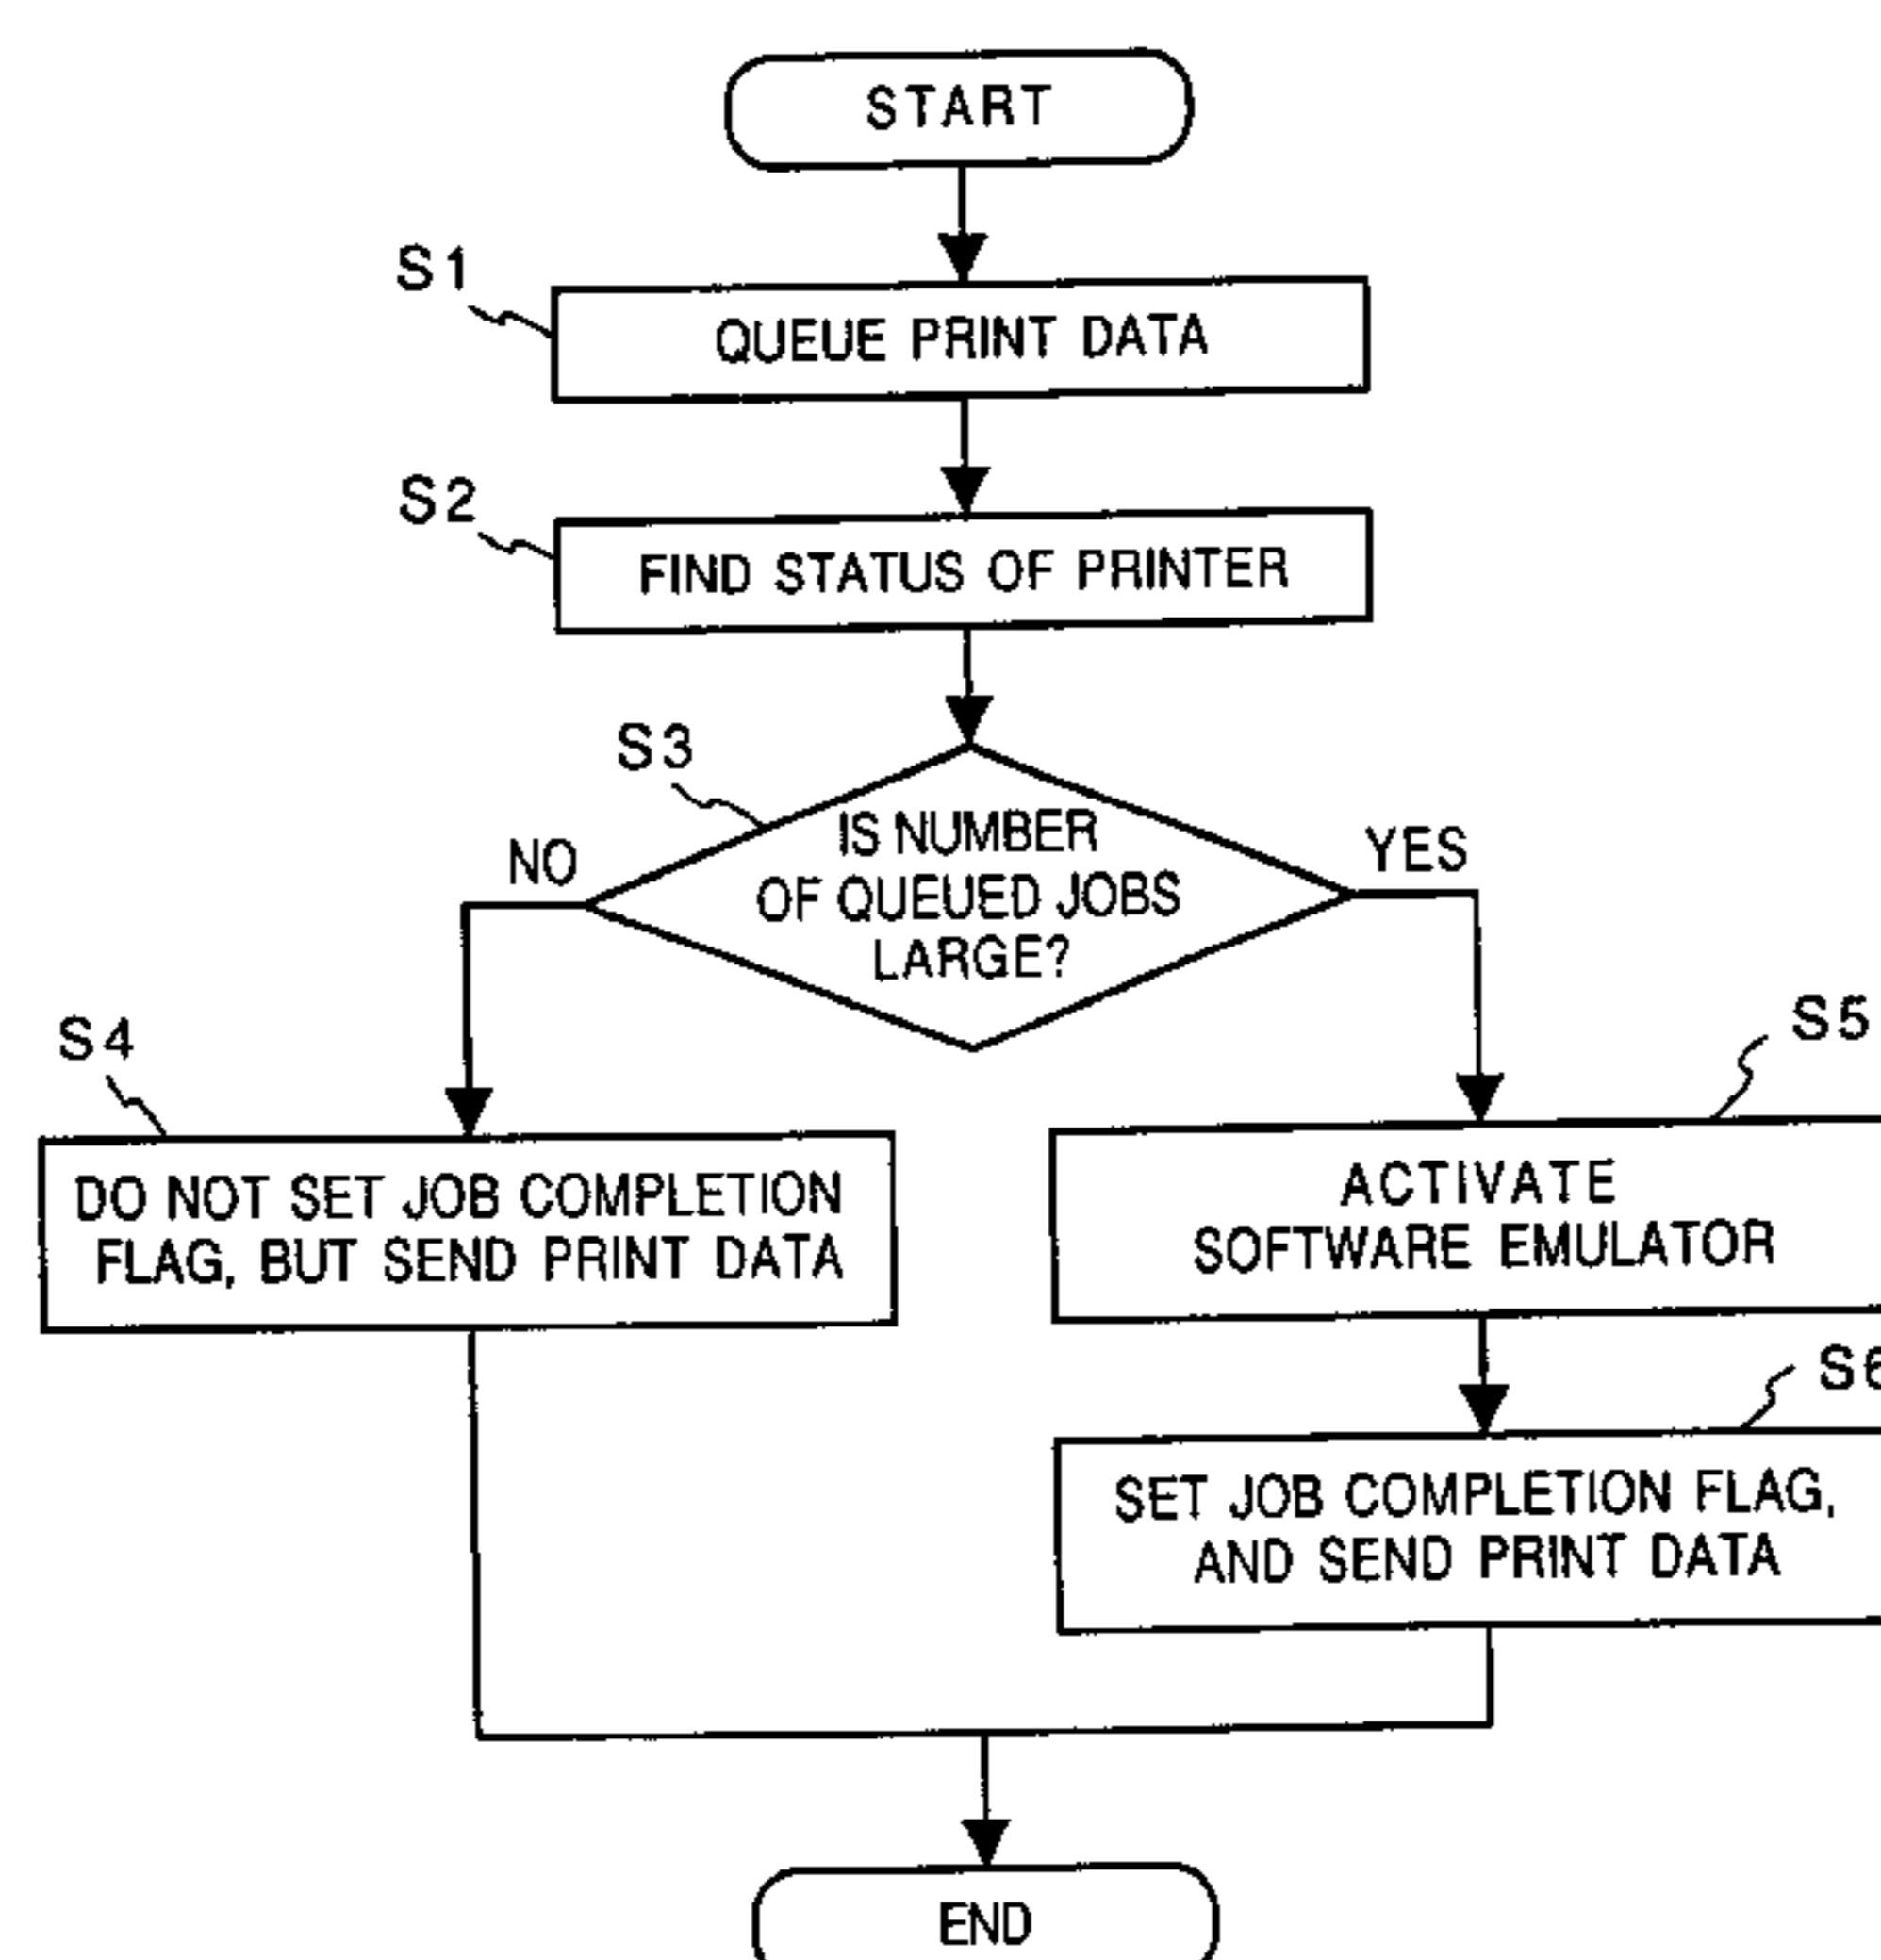 START
S1
QUEUE PRINT DATA
S2
FIND STATUS OF PRINTER
S3
IS NUMBER
OF QUEUED JOBS
LARGE?
NO
YES
S4
DO NOT SET JOB COMPLETION
FLAG, BUT SEND PRINT DATA
S5
ACTIVATE
SOFTWARE EMULATOR
S6
SET JOB COMPLETION FLAG,
AND SEND PRINT DATA
END